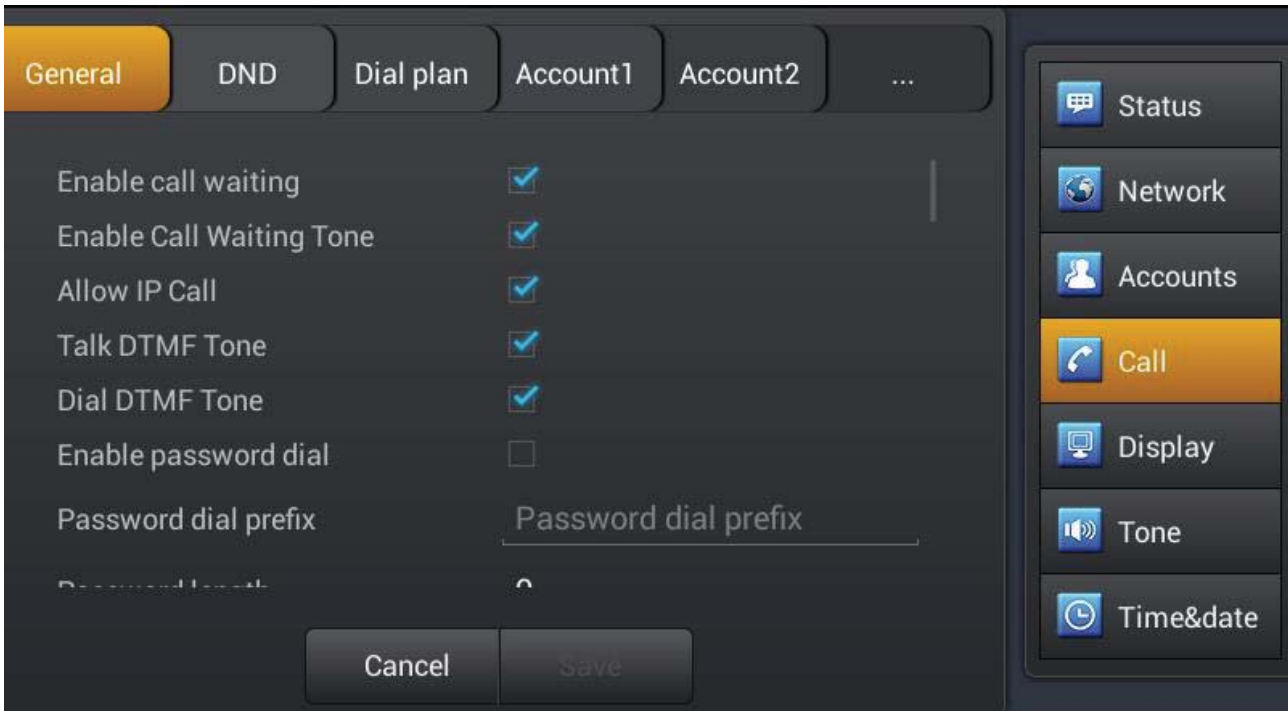 General DND Dial plan Account1 Account2 ...
Enable call waiting
Enable Call Waiting Tone
Allow IP Call
Talk DTMF Tone
Dial DTMF Tone
Enable password dial
Password dial prefix Password dial prefix
Password length
Cancel Save
Status
Network
Accounts
Call
Display
Tone
Time&date